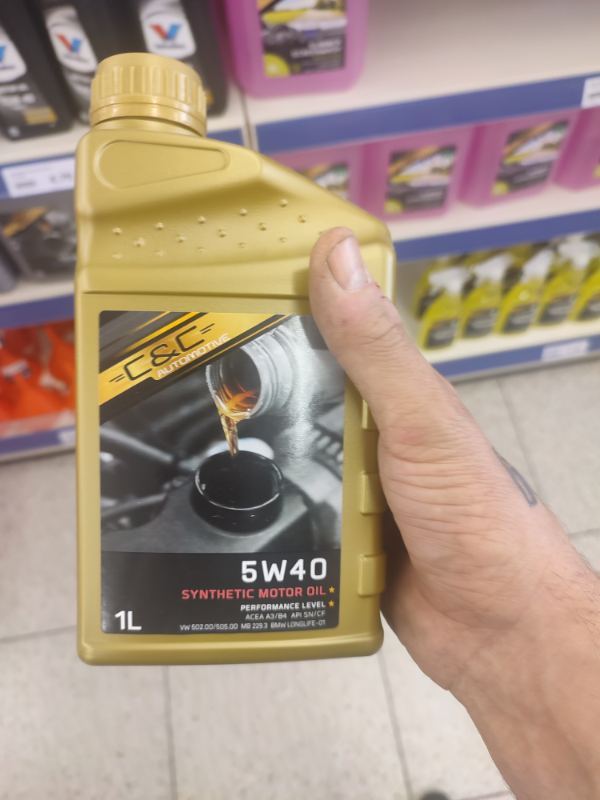 Valvoline
C&C
AUTOMOTIVE
5W40
SYNTHETIC MOTOR OIL
PERFORMANCE LEVEL
ACEA A3/B4 API SN/CF
1L
VW 502.00/505.00 MB 229.3 BMW LONGLIFE-01